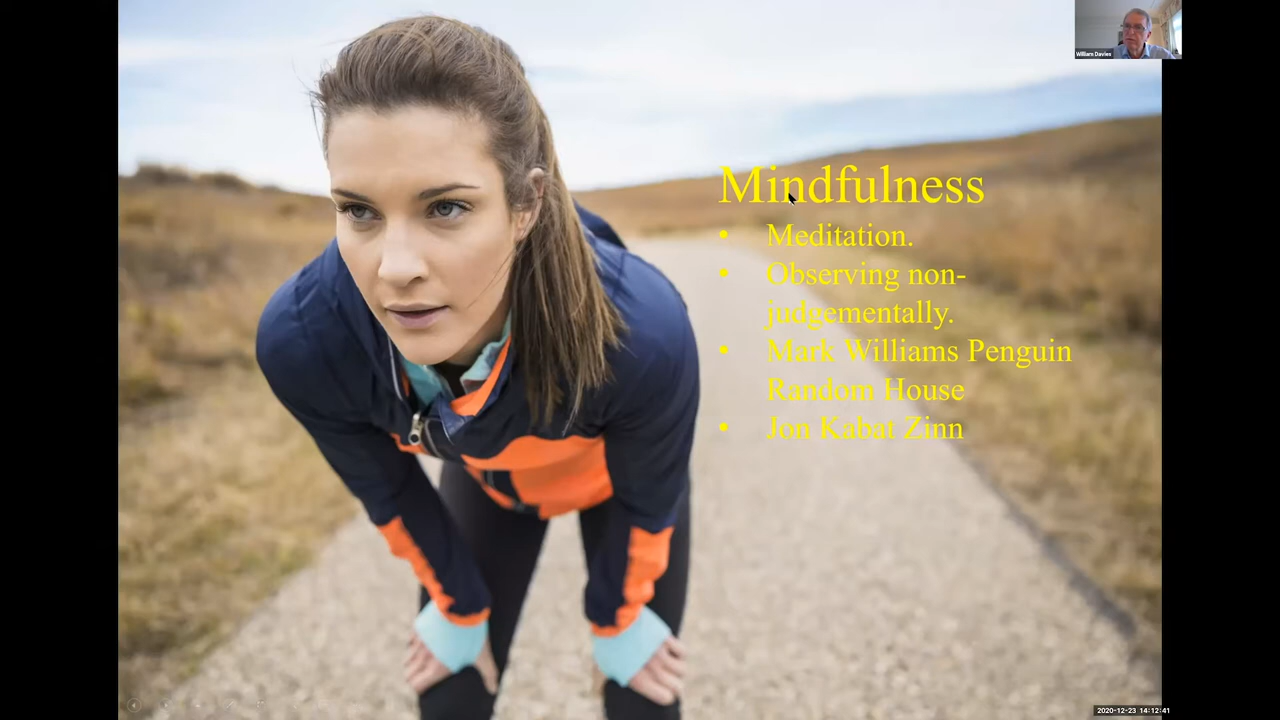 William Davies
Mindfulness
• Meditation.
• Observing non-
judgementally.
• Mark Williams Penguin
Random House
• Jon Kabat Zinn
2020-12-23 14:12:41